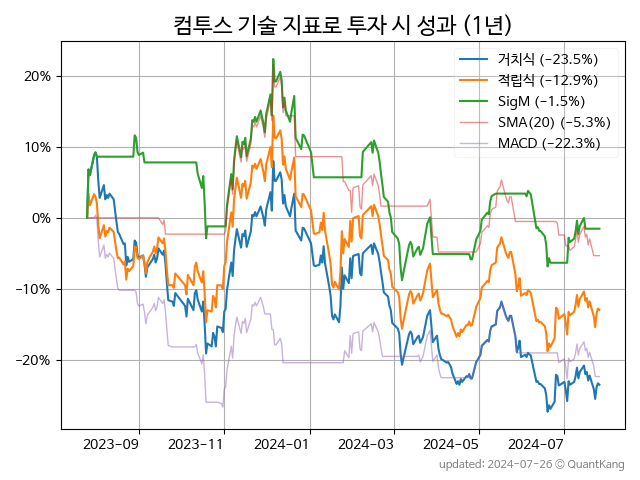 컴투스 기술 지표로 투자 시 성과 (1년)
거치식 (−23.5%)
적립식 (−12.9%)
SigM (−1.5%)
SMA(20) (−5.3%)
MACD (−22.3%)
20%
10%
0%
−10%
−20%
2023-09
2023-11
2024-01
2024-03
2024-05
2024-07
updated: 2024-07-26 © QuantKang